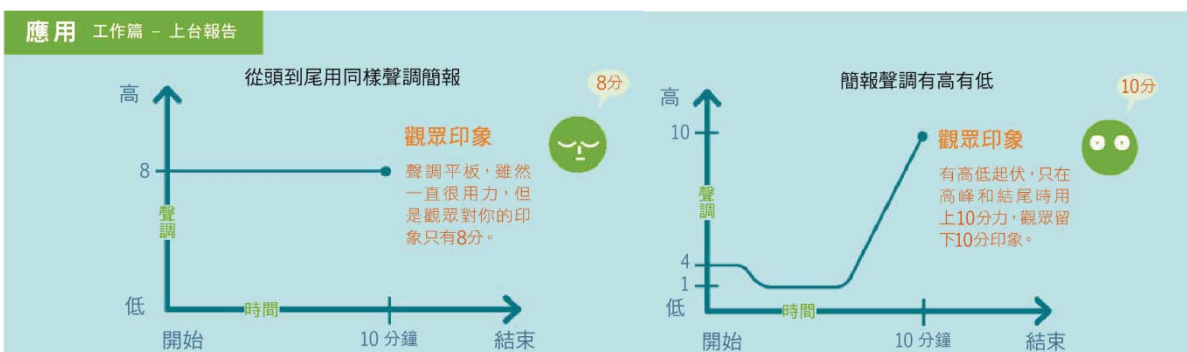 應用 工作篇 – 上台報告
從頭到尾用同樣聲調簡報
8分
高
觀眾印象
8
聲調平板，雖然
一直很用力，但
是觀眾對你的印
象只有8分。
聲調
低
時間
開始
10 分鐘
結束
簡報聲調有高有低
10分
高
10
觀眾印象
有高低起伏，只在
高峰和結尾時用
上10分力，觀眾留
下10分印象。
聲調
4
1
低
時間
開始
10 分鐘
結束